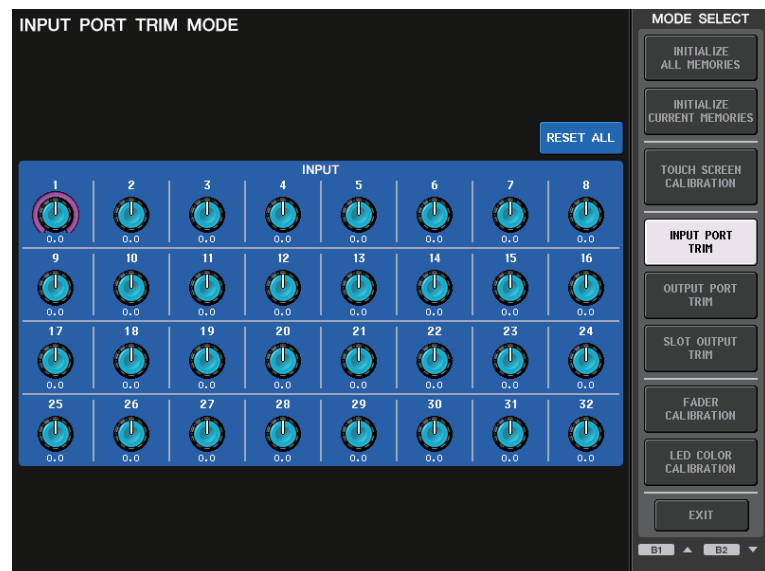 INPUT PORT TRIM MODE
RESET ALL
INPUT
1 2 3 4 5 6 7 8
0.0 0.0 0.0 0.0 0.0 0.0 0.0 0.0
9 10 11 12 13 14 15 16
0.0 0.0 0.0 0.0 0.0 0.0 0.0 0.0
17 18 19 20 21 22 23 24
0.0 0.0 0.0 0.0 0.0 0.0 0.0 0.0
25 26 27 28 29 30 31 32
0.0 0.0 0.0 0.0 0.0 0.0 0.0 0.0
MODE SELECT
INITIALIZE
ALL MEMORIES
INITIALIZE
CURRENT MEMORIES
TOUCH SCREEN
CALIBRATION
INPUT PORT
TRIM
OUTPUT PORT
TRIM
SLOT OUTPUT
TRIM
FADER
CALIBRATION
LED COLOR
CALIBRATION
EXIT
B1 ▲ B2 ▼